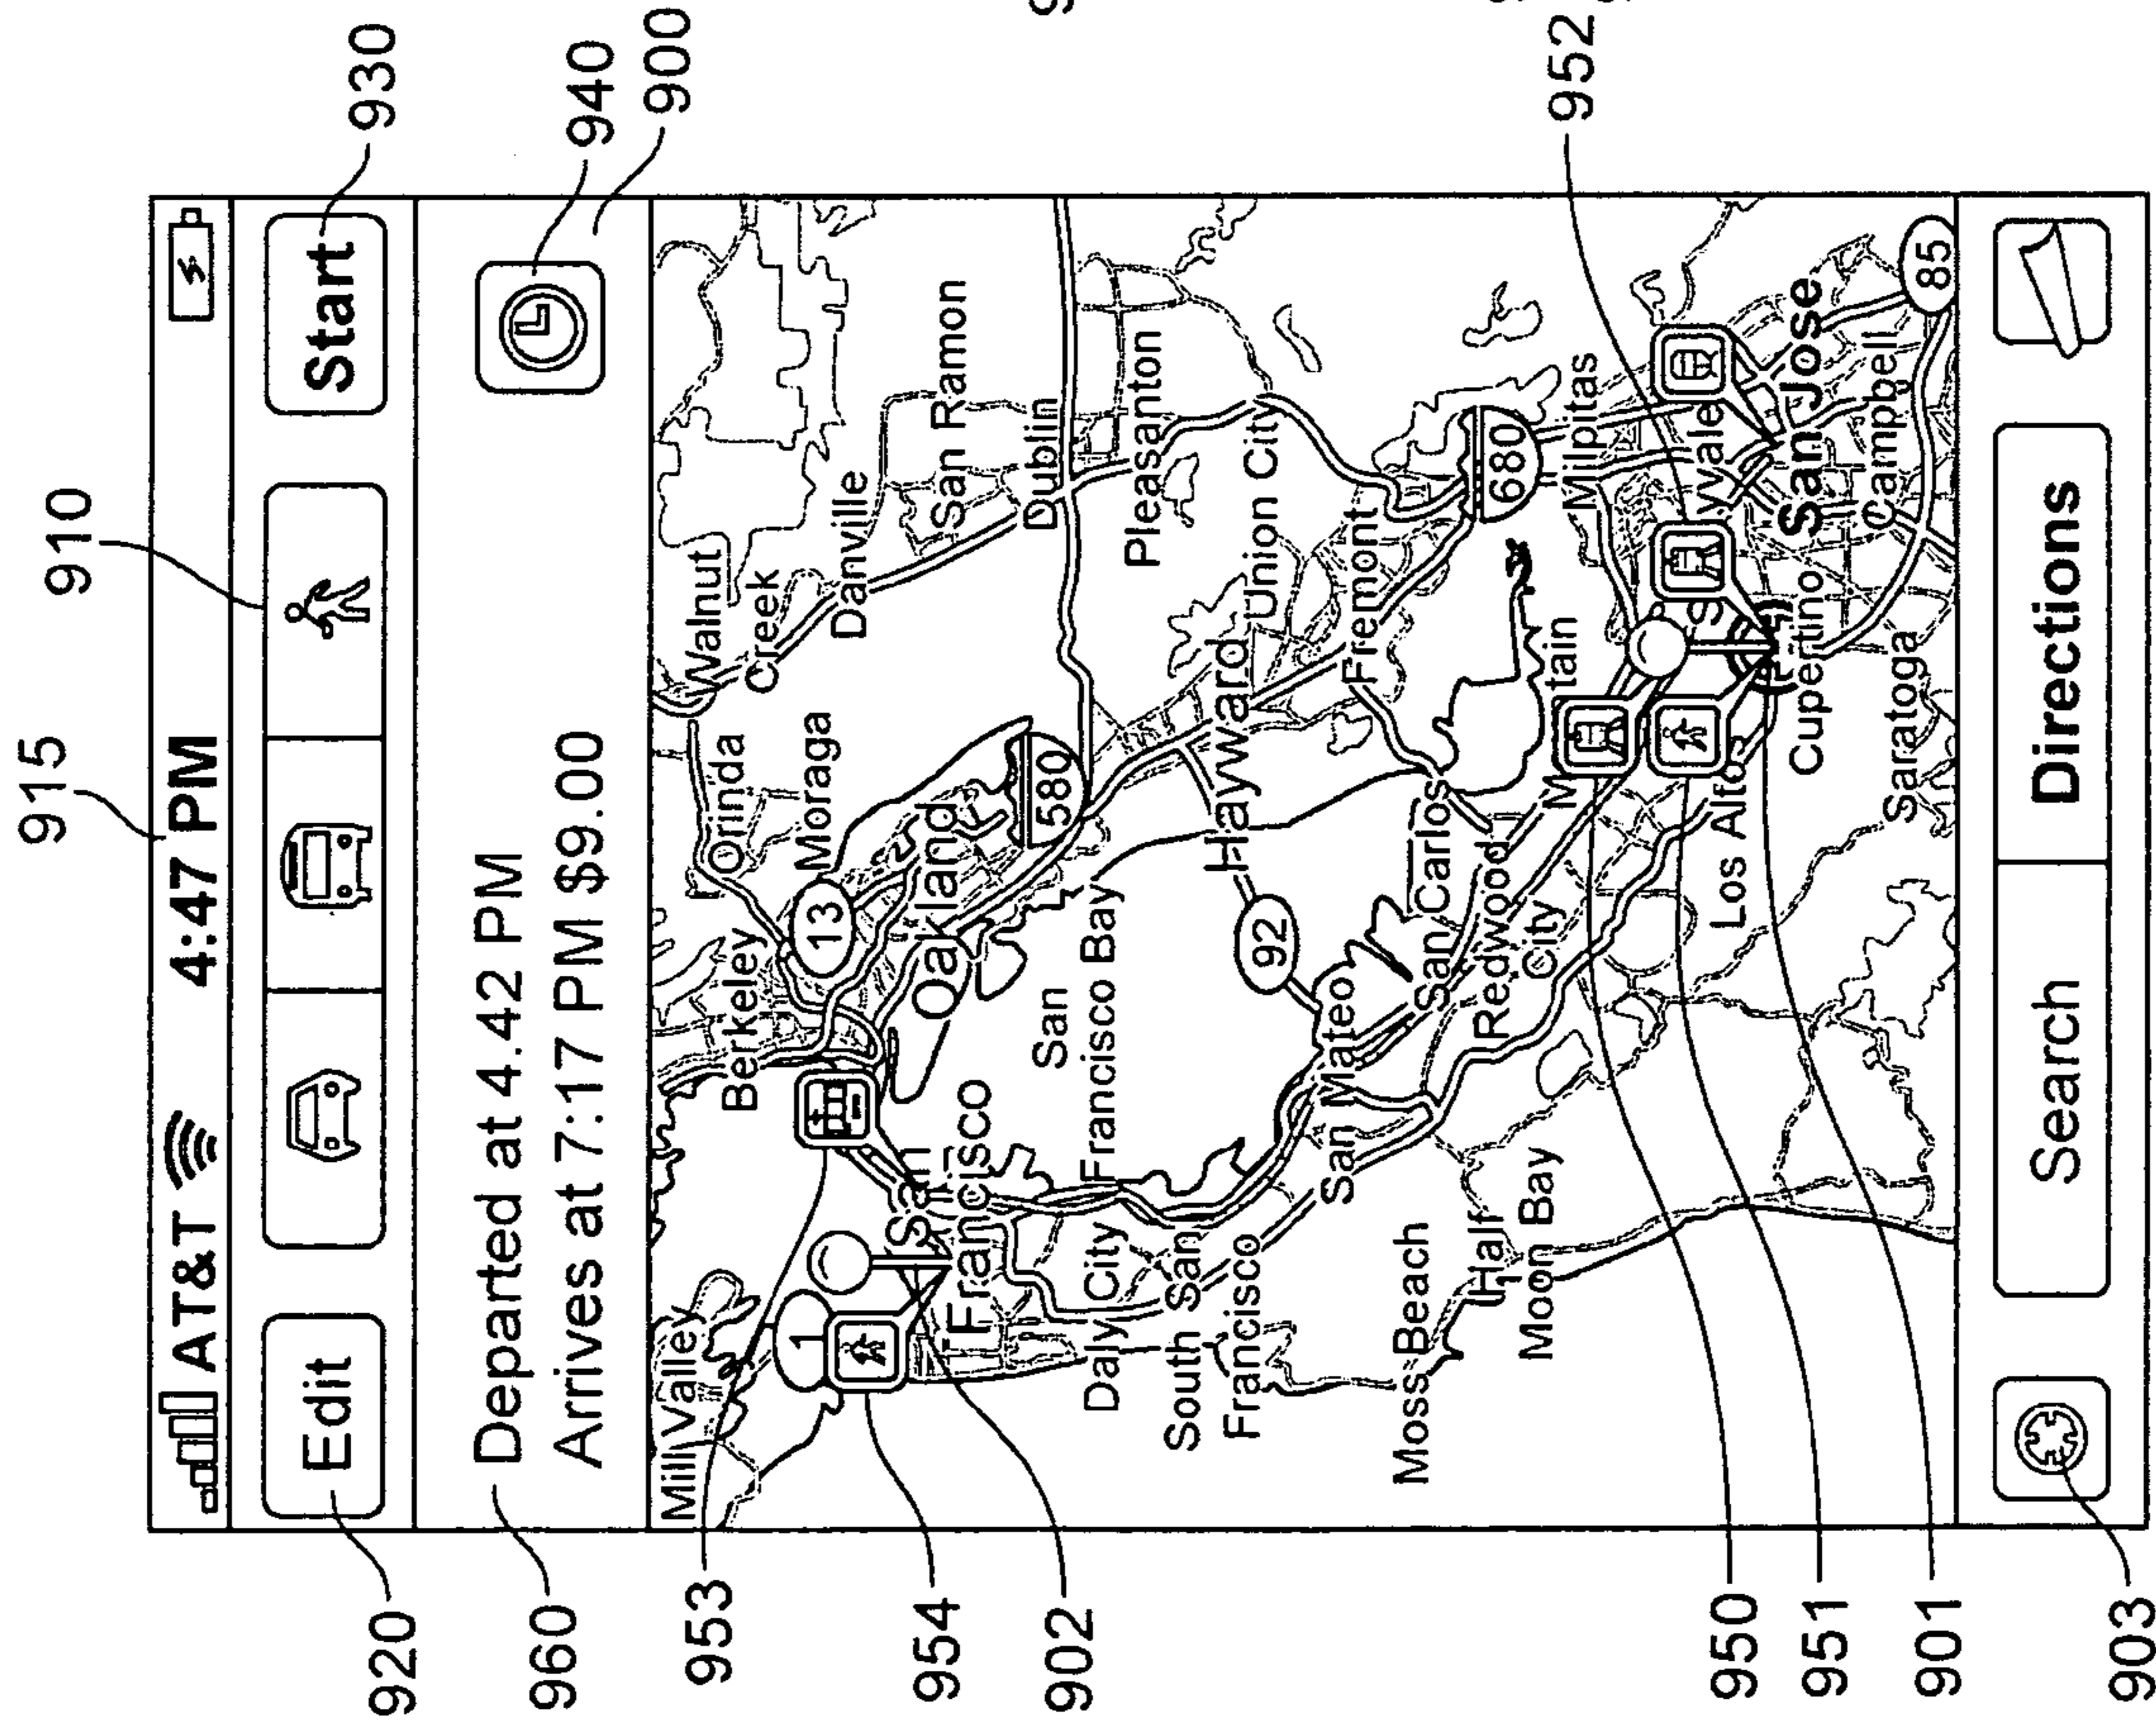 915
910
AT&T 4:47 PM
Edit
Start
930
920
Departed at 4.42 PM
Arrives at 7:17 PM $9.00
940
900
960
Mill Valley
Berkeley
Orinda
Walnut
Creek
Moraga
Danville
San Ramon
1
13
Oakland
580
Dublin
San
Francisco
Pleasanton
San
Francisco Bay
Daly City
South San
Francisco
Hayward
Union City
92
Fremont
San Mateo
San Carlos
Redwood
City
680
Moss Beach
Half
Moon Bay
Milpitas
952
Los Altos
San Jose
Cupertino
Campbell
Saratoga
85
953
954
902
950
951
901
903
Search
Directions